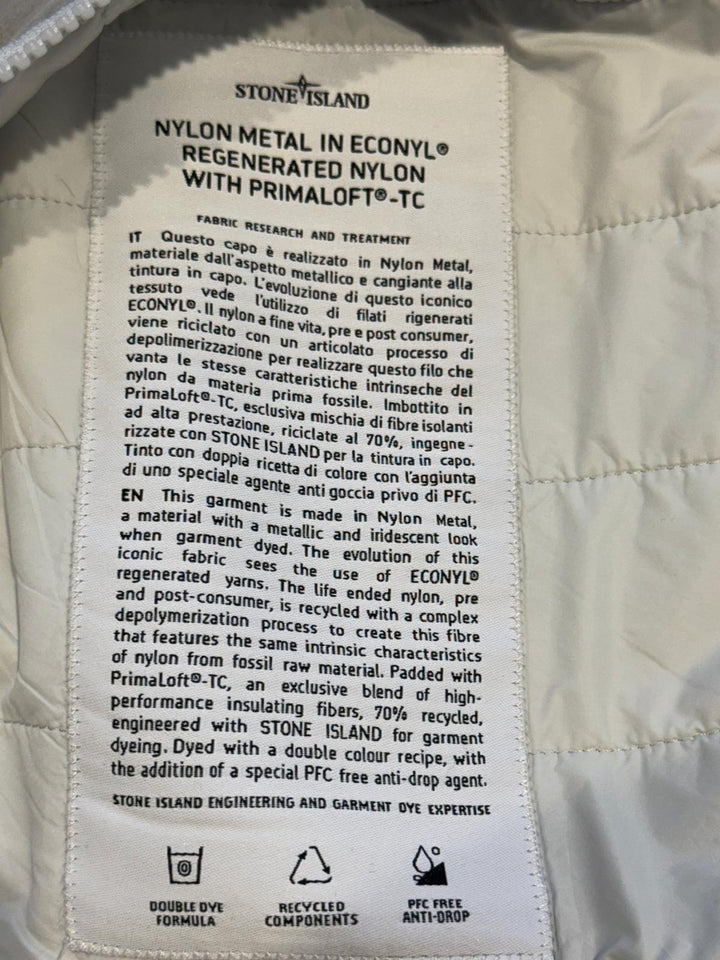 STONE ISLAND
NYLON METAL IN ECONYL®
REGENERATED NYLON
WITH PRIMALOFT®-TC
FABRIC RESEARCH AND TREATMENT
IT Questo capo è realizzato in Nylon Metal,
materiale dall'aspetto metallico e cangiante alla
tintura in capo. L'evoluzione di questo iconico
tessuto vede l'utilizzo di filati rigenerati
ECONYL®. Il nylon a fine vita, pre e post consumer,
viene riciclato con un articolato processo di
depolimerizzazione per realizzare questo filo che
vanta le stesse caratteristiche intrinseche del
nylon da materia prima fossile. Imbottito in
PrimaLoft®-TC, esclusiva mischia di fibre isolanti
ad alta prestazione, riciclate al 70%, ingegne-
rizzate con STONE ISLAND per la tintura in capo.
Tinto con doppia ricetta di colore con l'aggiunta
di uno speciale agente anti goccia privo di PFC.
EN This garment is made in Nylon Metal,
a material with a metallic and iridescent look
when garment dyed. The evolution of this
iconic fabric sees the use of ECONYL®
regenerated yarns. The life ended nylon, pre
and post-consumer, is recycled with a complex
depolymerization process to create this fibre
that features the same intrinsic characteristics
of nylon from fossil raw material. Padded with
PrimaLoft®-TC, an exclusive blend of high-
performance insulating fibers, 70% recycled,
engineered with STONE ISLAND for garment
dyeing. Dyed with a double colour recipe, with
the addition of a special PFC free anti-drop agent.
STONE ISLAND ENGINEERING AND GARMENT DYE EXPERTISE
DOUBLE DYE
FORMULA
RECYCLED
COMPONENTS
PFC FREE
ANTI-DROP